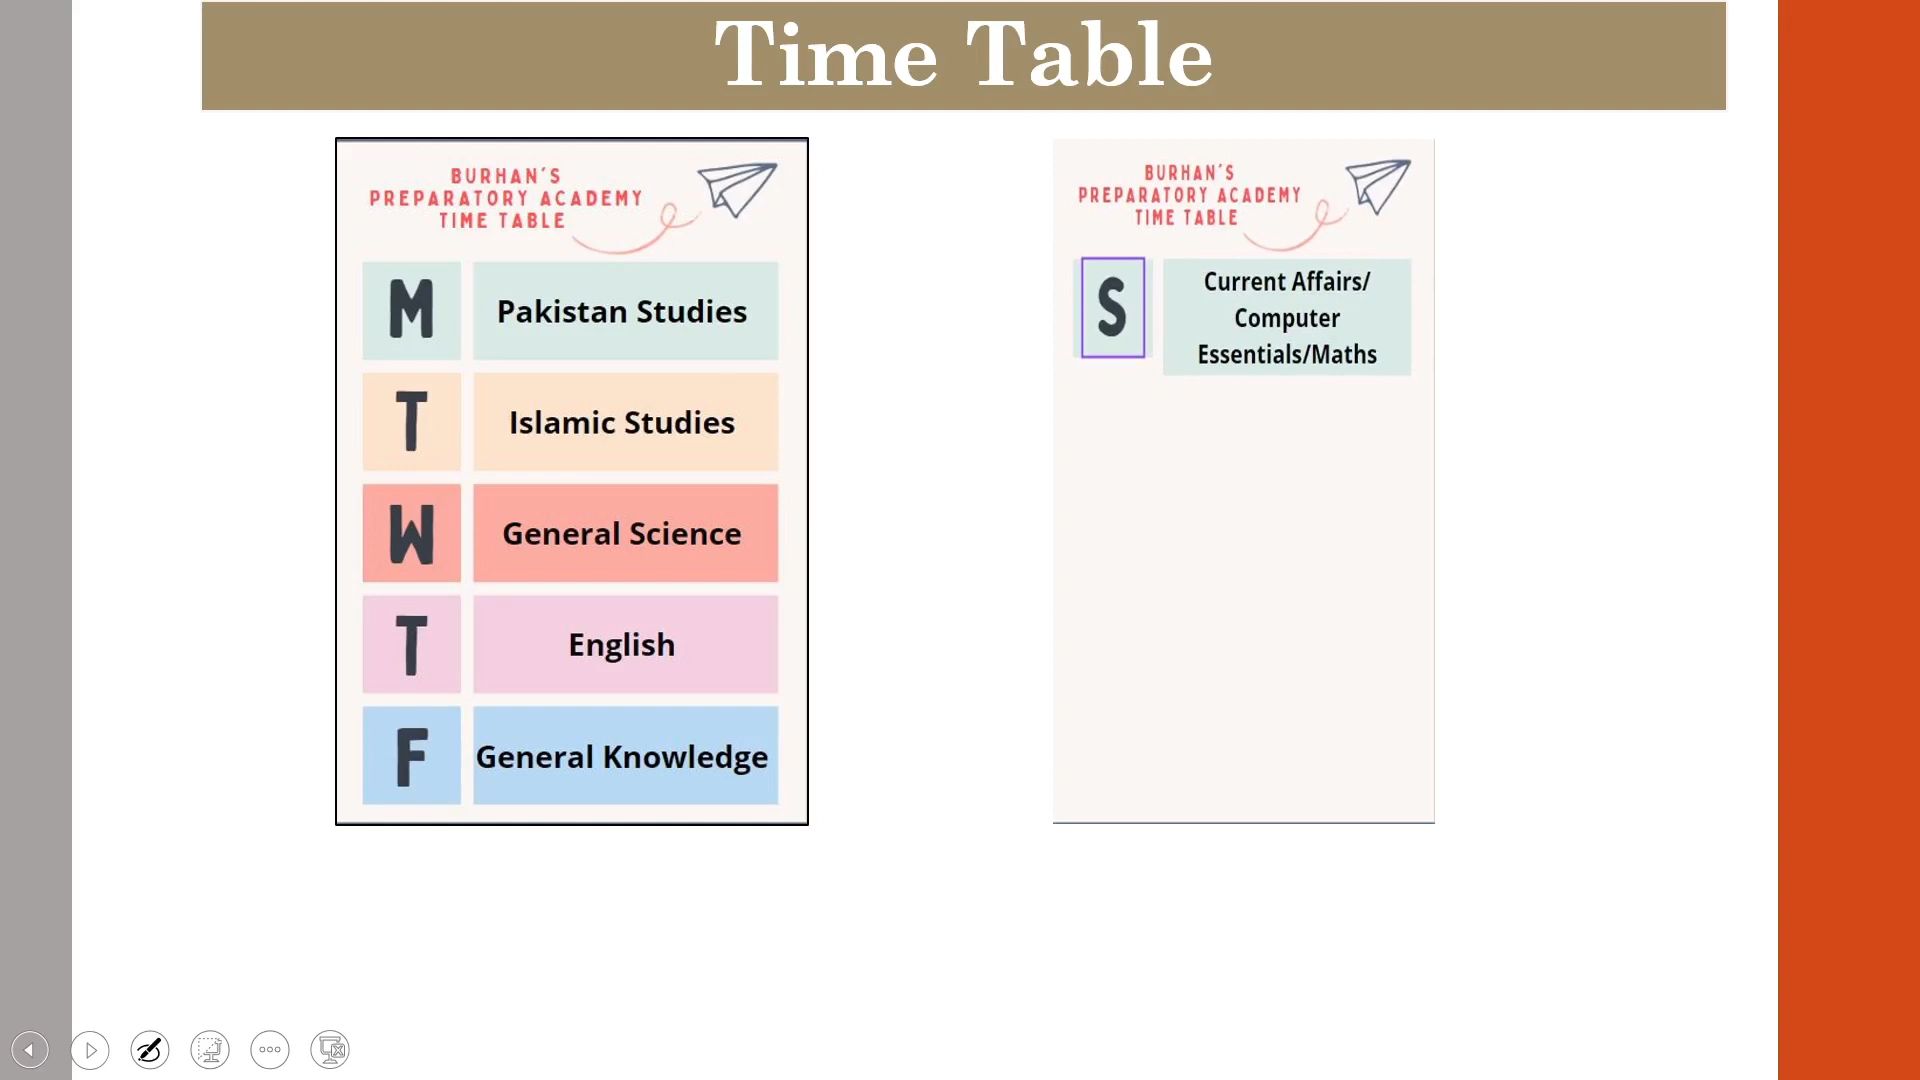 Time Table
BURHAN'S
PREPARATORY ACADEMY
TIME TABLE
M
Pakistan Studies
T
Islamic Studies
W
General Science
T
English
F
General Knowledge
BURHAN'S
PREPARATORY ACADEMY
TIME TABLE
S
Current Affairs/
Computer
Essentials/Maths